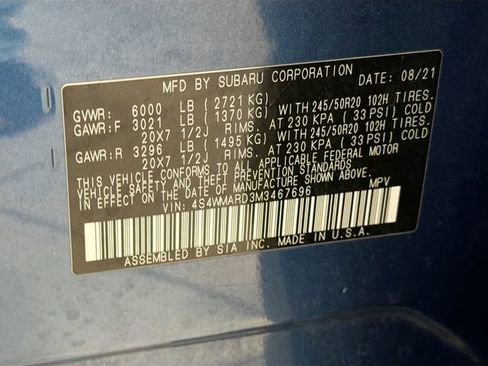 MFD BY SUBARU CORPORATION DATE: 08/21
GVWR: 6000 LB ( 2721 KG)
GAWR:F 3021 LB ( 1370 KG) WITH 245/50R20 102H TIRES.
20X7 1/2J RIMS. AT 230 KPA ( 33 PSI) COLD
GAWR:R 3296 LB ( 1495 KG) WITH 245/50R20 102H TIRES.
20X7 1/2J RIMS. AT 230 KPA ( 33 PSI) COLD
THIS VEHICLE CONFORMS TO ALL APPLICABLE FEDERAL MOTOR
VEHICLE SAFETY AND THEFT PREVENTION STANDARDS
IN EFFECT ON THE DATE OF MANUFACTURE SHOWN ABOVE.
VIN: 4S4WMARD3M3467696 MPV
ASSEMBLED BY SIA INC. MADE IN U.S.A.